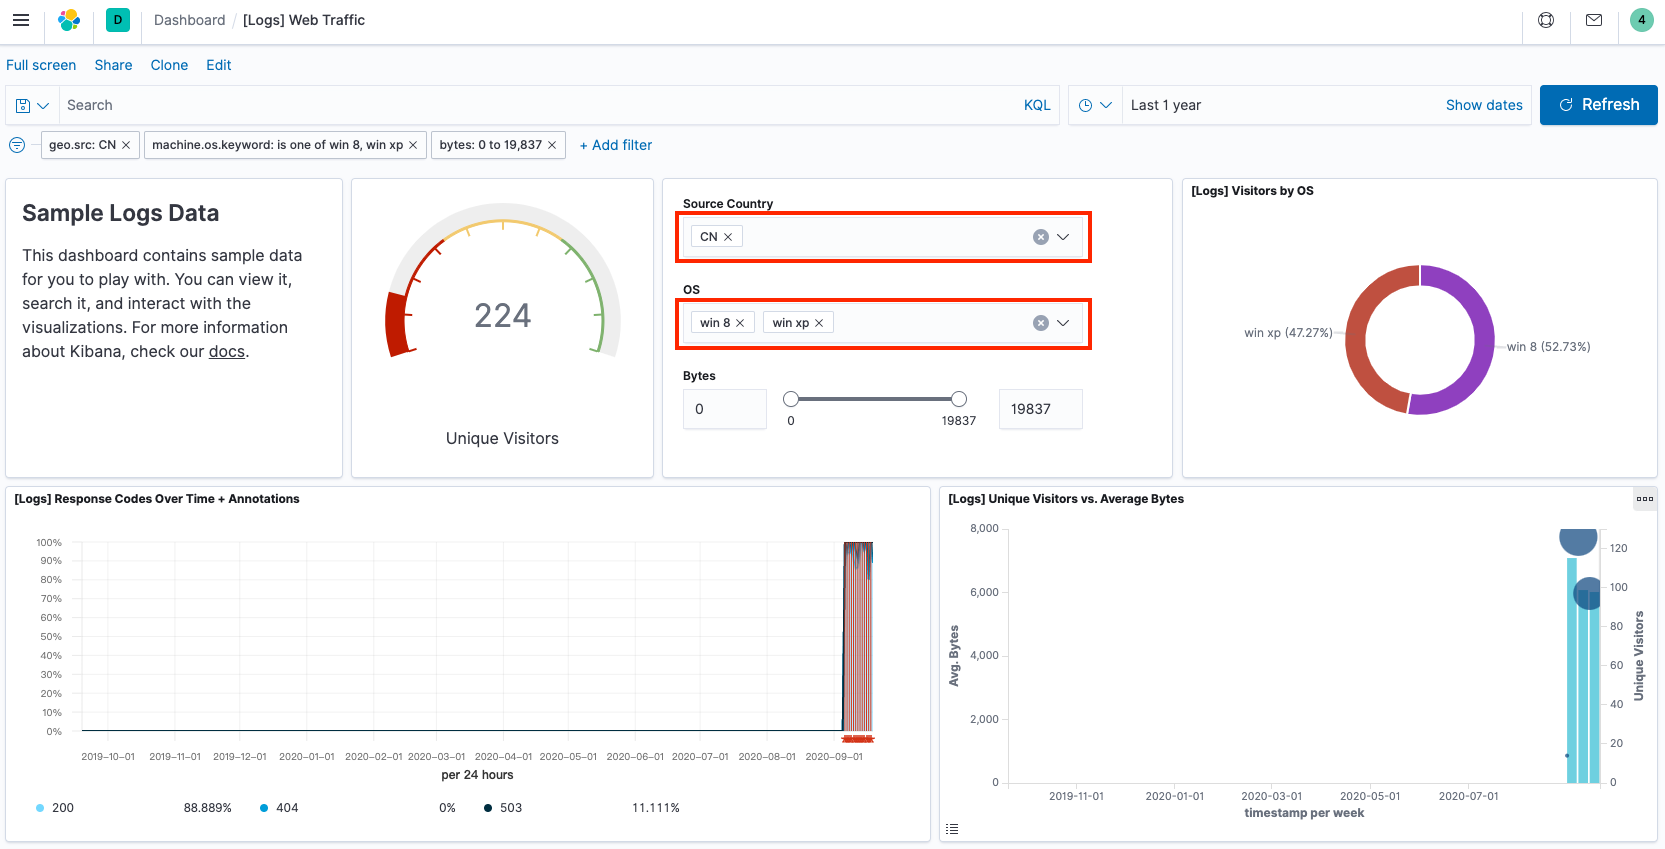 D Dashboard / [Logs] Web Traffic 4
Full screen Share Clone Edit
Search KQL Last 1 year Show dates Refresh
geo.src: CN × machine.os.keyword: is one of win 8, win xp × bytes: 0 to 19,837 × + Add filter
Sample Logs Data
This dashboard contains sample data
for you to play with. You can view it,
search it, and interact with the
visualizations. For more information
about Kibana, check our docs.
224
Unique Visitors
Source Country
CN ×
OS
win 8 × win xp ×
Bytes
0
0 19837
19837
[Logs] Visitors by OS
win xp (47.27%)
win 8 (52.73%)
[Logs] Response Codes Over Time + Annotations
100%
90%
80%
70%
60%
50%
40%
30%
20%
10%
0%
2019-10-01 2019-11-01 2019-12-01 2020-01-01 2020-02-01 2020-03-01 2020-04-01 2020-05-01 2020-06-01 2020-07-01 2020-08-01 2020-09-01
per 24 hours
200 88.889% 404 0% 503 11.111%
[Logs] Unique Visitors vs. Average Bytes
8,000
6,000
4,000
2,000
0
Avg. Bytes
120
100
80
60
40
20
0
Unique Visitors
2019-11-01 2020-01-01 2020-03-01 2020-05-01 2020-07-01
timestamp per week